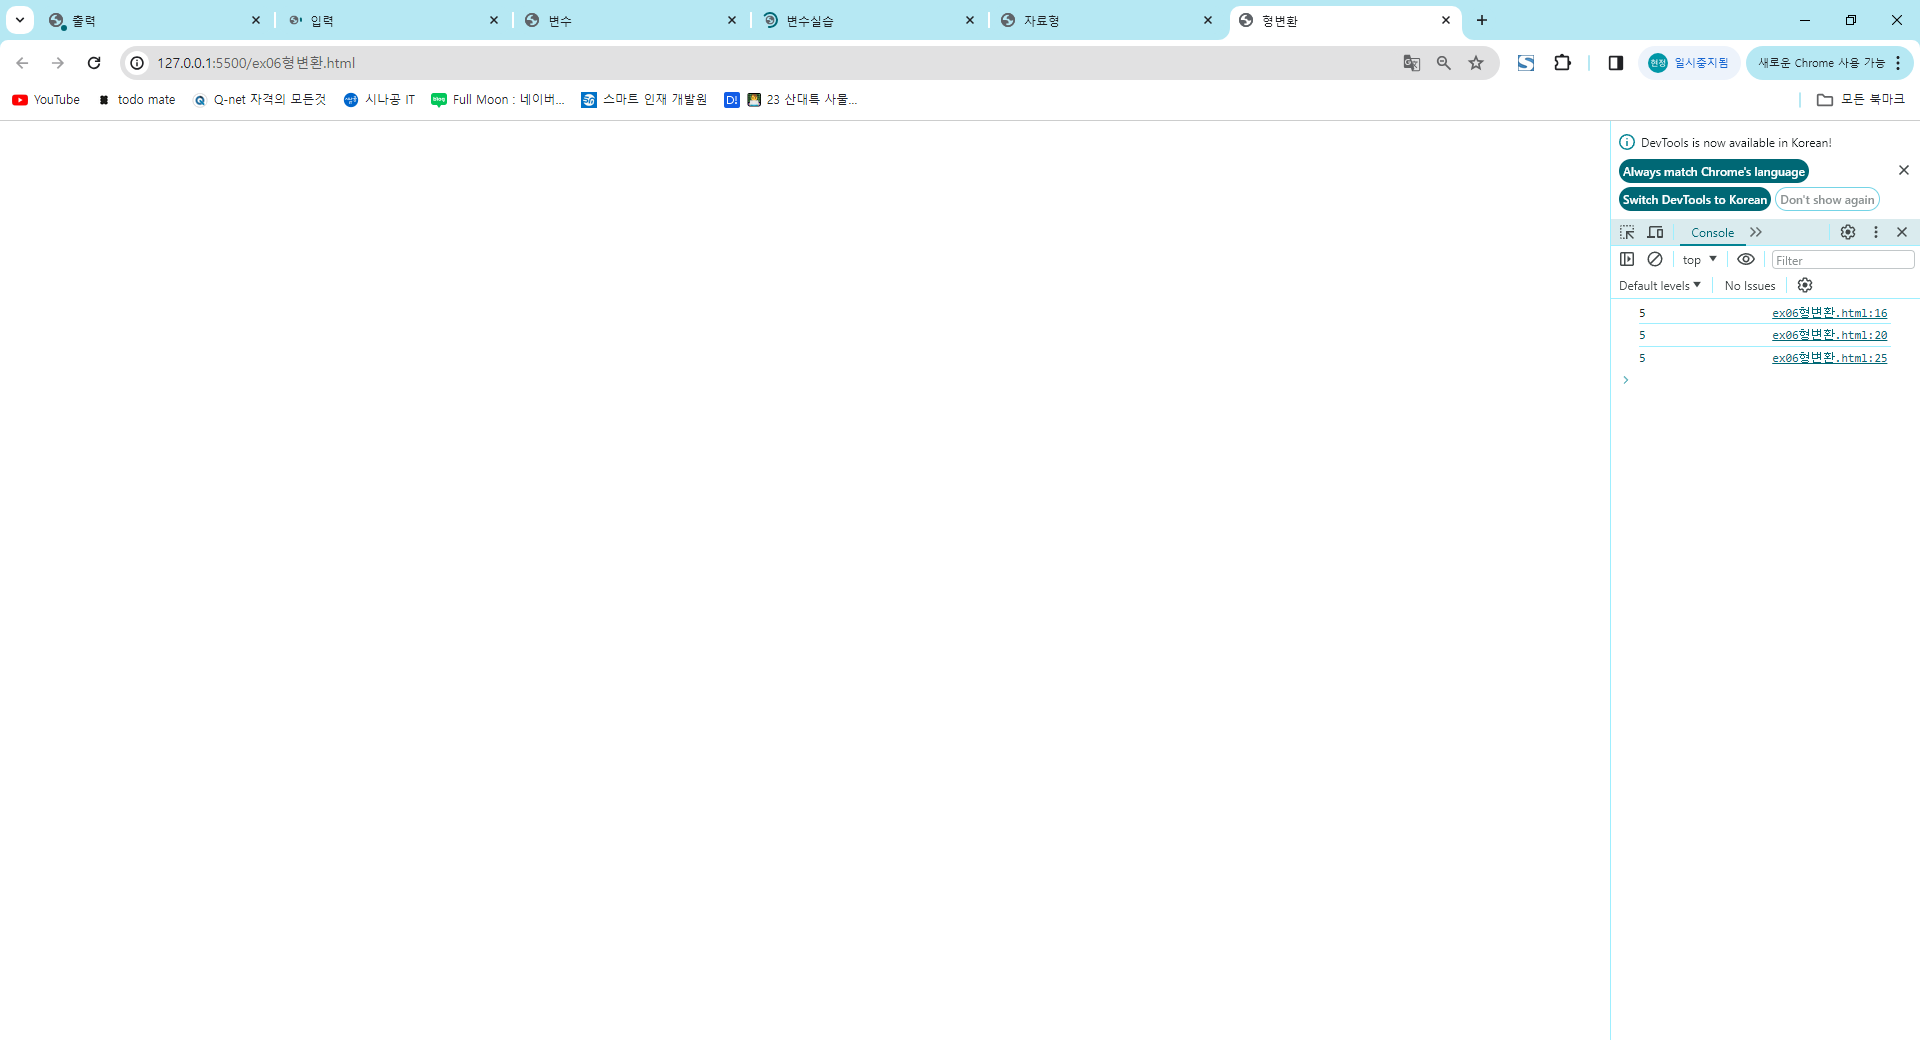 출력
입력
변수
변수실습
자료형
형변환
127.0.0.1:5500/ex06형변환.html
현정
일시중지됨
새로운 Chrome 사용 가능
YouTube
todo mate
Q-net 자격의 모든것
시나공 IT
Full Moon : 네이버...
스마트 인재 개발원
D!
23 산대특 사물...
모든 북마크
DevTools is now available in Korean!
Always match Chrome's language
Switch DevTools to Korean
Don't show again
Console
top
Filter
Default levels
No Issues
5 ex06형변환.html:16
5 ex06형변환.html:20
5 ex06형변환.html:25